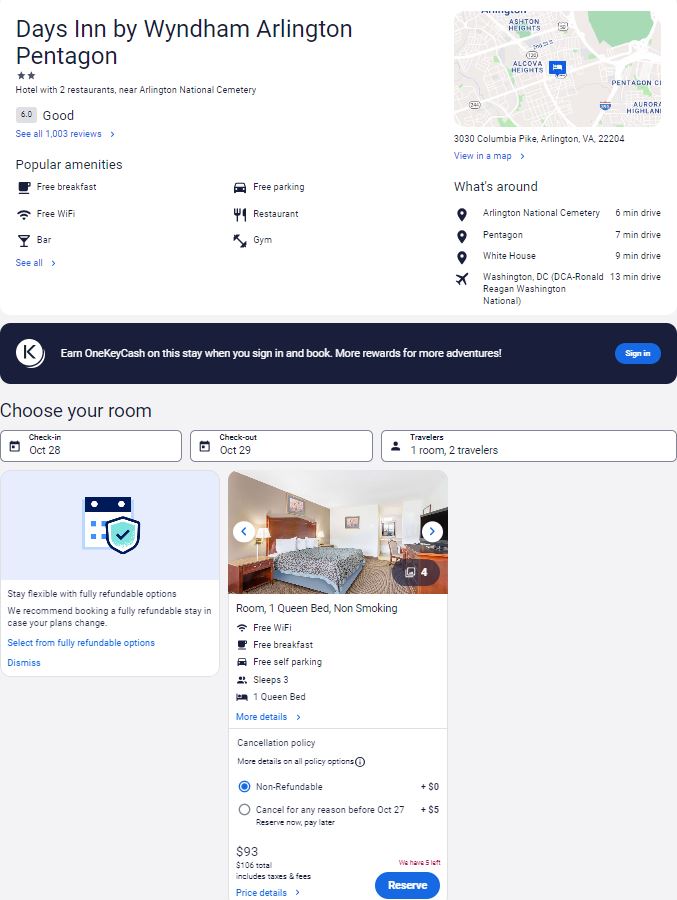 Days Inn by Wyndham Arlington
Pentagon
Hotel with 2 restaurants, near Arlington National Cemetery
6.0 Good
See all 1,003 reviews
Popular amenities
Free breakfast
Free parking
Free WiFi
Restaurant
Bar
Gym
See all
Arlington
ASHTON
HEIGHTS
50
2nd St
120
ALCOVA
HEIGHTS
PENTAGON CI
244
395
AURORA
HIGHLAN
3030 Columbia Pike, Arlington, VA, 22204
View in a map
What's around
Arlington National Cemetery 6 min drive
Pentagon 7 min drive
White House 9 min drive
Washington, DC (DCA-Ronald 13 min drive
Reagan Washington
National)
K
Earn OneKeyCash on this stay when you sign in and book. More rewards for more adventures!
Sign in
Choose your room
Check-in
Oct 28
Check-out
Oct 29
Travelers
1 room, 2 travelers
Stay flexible with fully refundable options
We recommend booking a fully refundable stay in
case your plans change.
Select from fully refundable options
Dismiss
4
Room, 1 Queen Bed, Non Smoking
Free WiFi
Free breakfast
Free self parking
Sleeps 3
1 Queen Bed
More details
Cancellation policy
More details on all policy options
Non-Refundable + $0
Cancel for any reason before Oct 27 + $5
Reserve now, pay later
$93
$106 total
includes taxes & fees
Price details
We have 5 left
Reserve